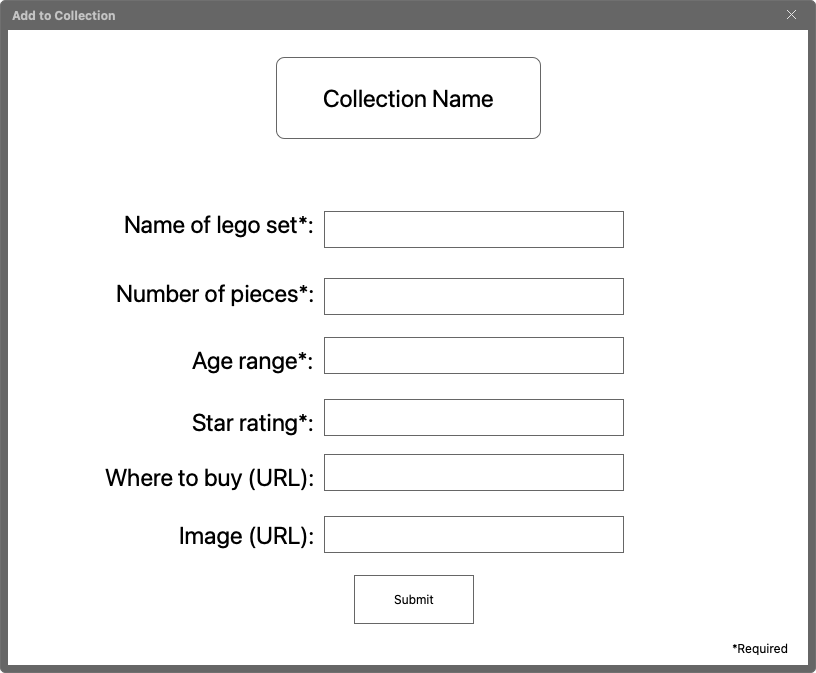 Add to Collection
Collection Name
Name of lego set*:
Number of pieces*:
Age range*:
Star rating*:
Where to buy (URL):
Image (URL):
Submit
*Required